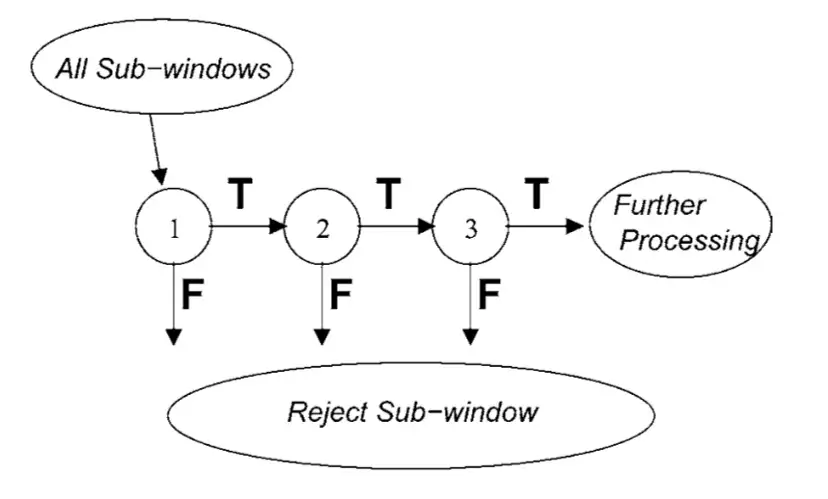 All Sub-windows
T
T
T
1
2
3
Further
Processing
F
F
F
Reject Sub-window